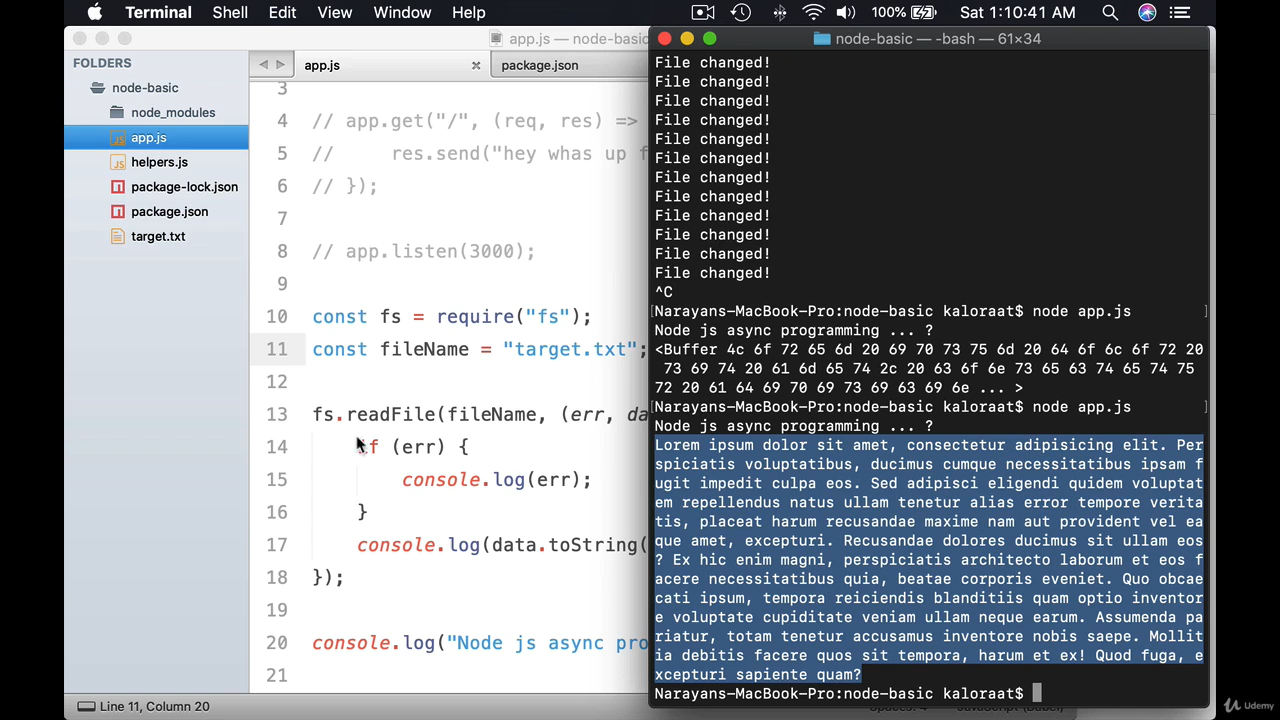 Terminal Shell Edit View Window Help 100% Sat 1:10:41 AM
app.js — node-basic
node-basic — -bash — 61×34
FOLDERS
node-basic
node_modules
app.js
helpers.js
package-lock.json
package.json
target.txt
app.js × package.json
3
4 // app.get("/", (req, res) =>
5 // res.send("hey whas up
6 // });
7
8 // app.listen(3000);
9
10 const fs = require("fs");
11 const fileName = "target.txt";
12
13 fs.readFile(fileName, (err, da
14 if (err) {
15 console.log(err);
16 }
17 console.log(data.toString(
18 });
19
20 console.log("Node js async pro
21
File changed!
File changed!
File changed!
File changed!
File changed!
File changed!
File changed!
File changed!
File changed!
File changed!
File changed!
File changed!
^C
[Narayans-MacBook-Pro:node-basic kaloraat$ node app.js ]
Node js async programming ... ?
<Buffer 4c 6f 72 65 6d 20 69 70 73 75 6d 20 64 6f 6c 6f 72 20
73 69 74 20 61 6d 65 74 2c 20 63 6f 6e 73 65 63 74 65 74 75
72 20 61 64 69 70 69 73 69 63 69 6e ... >
[Narayans-MacBook-Pro:node-basic kaloraat$ node app.js ]
Node js async programming ... ?
Lorem ipsum dolor sit amet, consectetur adipisicing elit. Per
spiciatis voluptatibus, ducimus cumque necessitatibus ipsam f
ugit impedit culpa eos. Sed adipisci eligendi quidem voluptat
em repellendus natus ullam tenetur alias error tempore verita
tis, placeat harum recusandae maxime nam aut provident vel ea
que amet, excepturi. Recusandae dolores ducimus sit ullam eos
? Ex hic enim magni, perspiciatis architecto laborum et eos f
acere necessitatibus quia, beatae corporis eveniet. Quo obcae
cati ipsum, tempora reiciendis blanditiis quam optio inventor
e voluptate cupiditate veniam ullam neque earum. Assumenda pa
riatur, totam tenetur accusamus inventore nobis saepe. Mollit
ia debitis facere quos sit tempora, harum et ex! Quod fuga, e
xcepturi sapiente quam?
Narayans-MacBook-Pro:node-basic kaloraat$
Line 11, Column 20
Spaces: 4 JavaScript (Babel)
Udemy